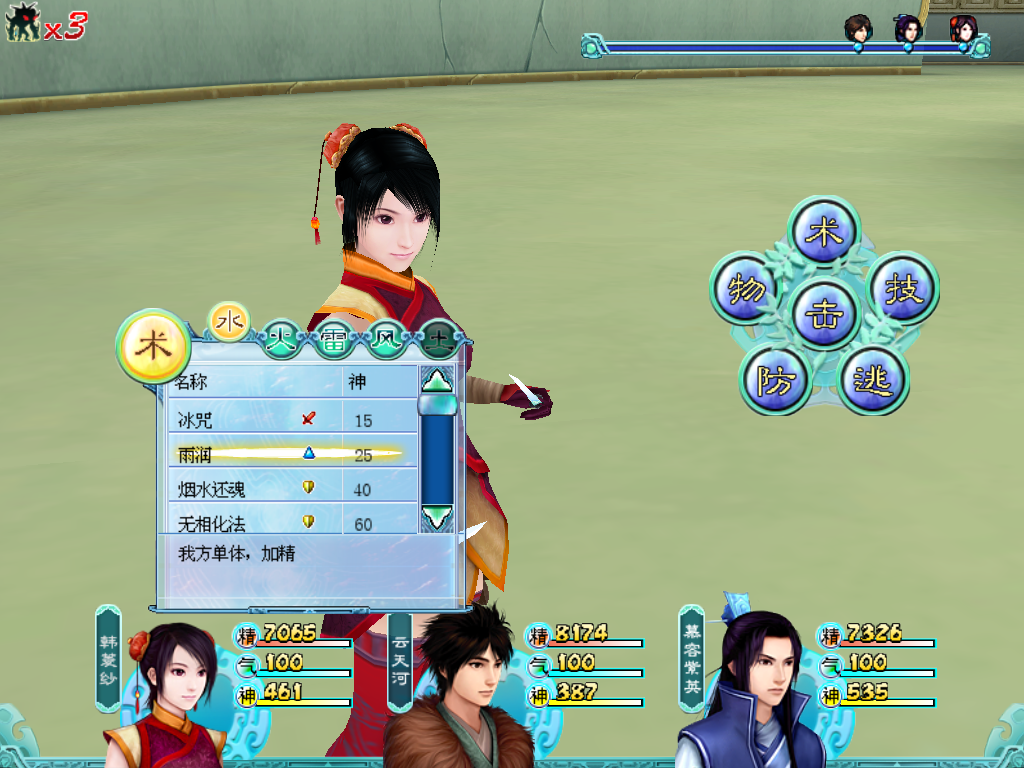 x3
术
物
技
击
防
逃
术
水 火 雷 风 土
名称 神
冰咒 15
雨润 25
烟水还魂 40
无相化法 60
我方单体，加精
韩菱纱
精 7065
气 100
神 461
云天河
精 8174
气 100
神 387
慕容紫英
精 7326
气 100
神 535